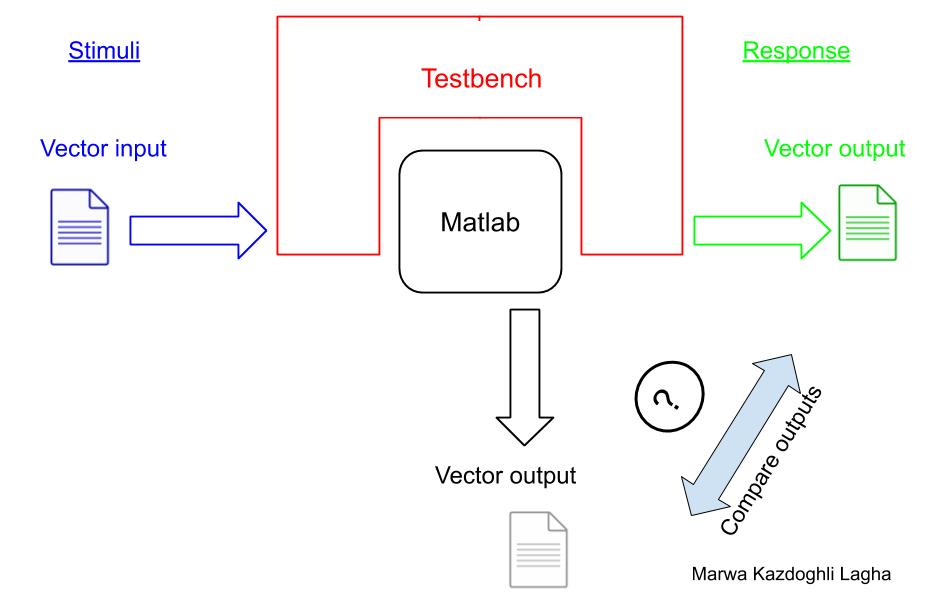 Stimuli
Response
Testbench
Vector input
Vector output
Matlab
?
Compare outputs
Vector output
Marwa Kazdoghli Lagha